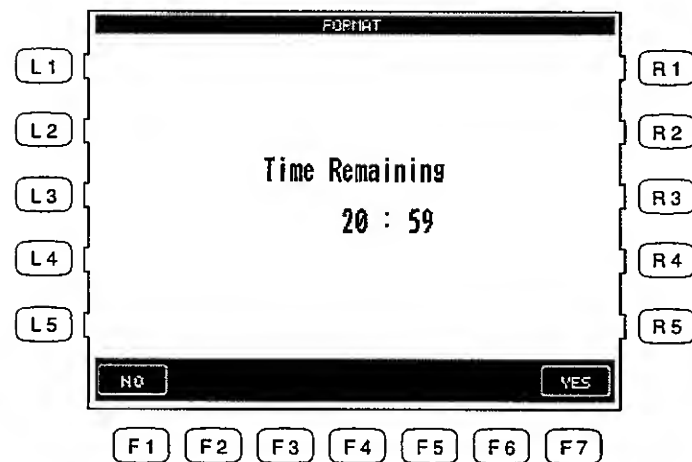 FORMAT
L1
R1
L2
R2
Time Remaining
L3
R3
20 : 59
L4
R4
L5
R5
NO
YES
F1 F2 F3 F4 F5 F6 F7